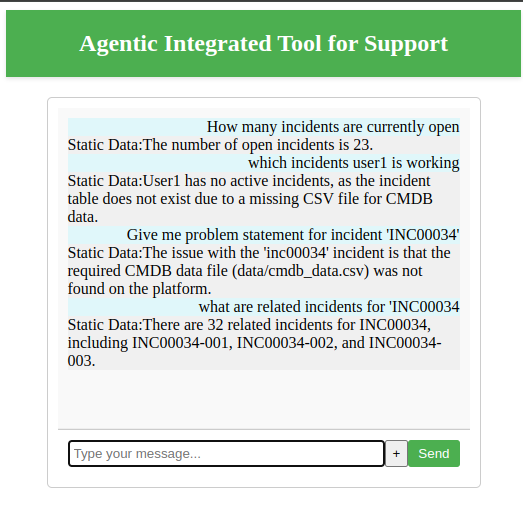 Agentic Integrated Tool for Support
How many incidents are currently open
Static Data:The number of open incidents is 23.
which incidents user1 is working
Static Data:User1 has no active incidents, as the incident
table does not exist due to a missing CSV file for CMDB
data.
Give me problem statement for incident 'INC00034'
Static Data:The issue with the 'inc00034' incident is that the
required CMDB data file (data/cmdb_data.csv) was not
found on the platform.
what are related incidents for 'INC00034
Static Data:There are 32 related incidents for INC00034,
including INC00034-001, INC00034-002, and INC00034-
003.
Type your message...
+
Send